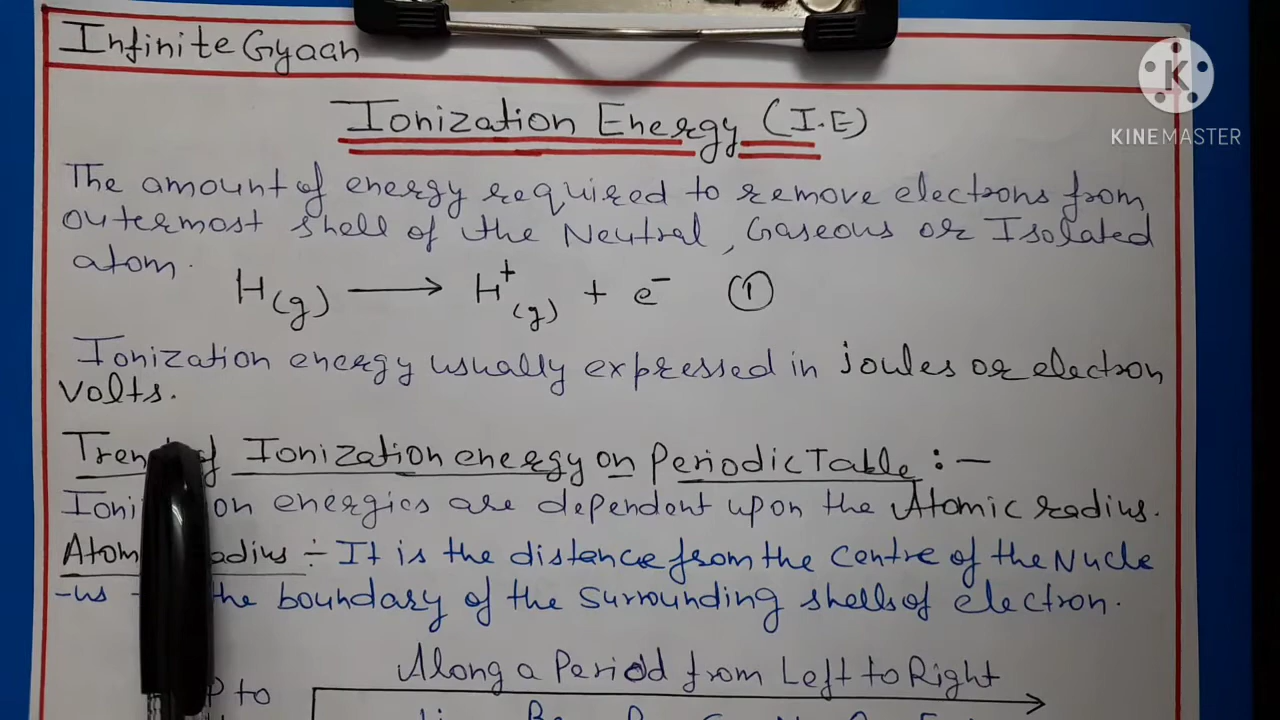 Infinite Gyaan
K
KINEMASTER
Ionization Energy (I.E)
The amount of energy required to remove electrons from
outermost shell of the Neutral, Gaseous or Isolated
atom.
H(g) ⟶ H⁺(g) + e⁻ ①
Ionization energy usually expressed in joules or electron
volts.
Tren of Ionization energy on Periodic Table :—
Ioni on energies are dependent upon the Atomic radius.
Atom adius ÷ It is the distance from the centre of the Nucle
-us the boundary of the surrounding shells of electron.
Along a Period from Left to Right
P to